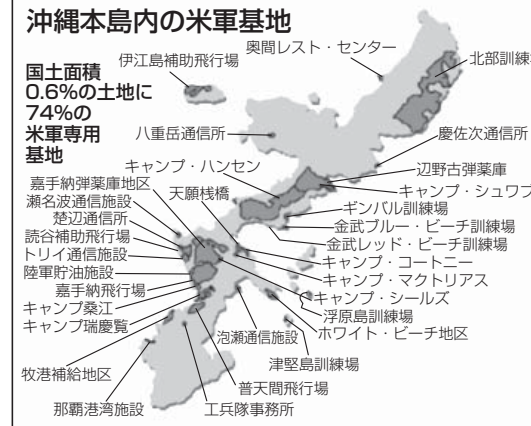 沖縄本島内の米軍基地
国土面積
0.6%の土地に
74%の
米軍専用
基地
奥間レスト・センター
伊江島補助飛行場
北部訓練
八重岳通信所
慶佐次通信所
キャンプ・ハンセン
辺野古弾薬庫
嘉手納弾薬庫地区
天願桟橋
キャンプ・シュワブ
瀬名波通信施設
ギンバル訓練場
楚辺通信所
金武ブルー・ビーチ訓練場
読谷補助飛行場
金武レッド・ビーチ訓練場
トリイ通信施設
キャンプ・コートニー
陸軍貯油施設
キャンプ・マクトリアス
嘉手納飛行場
キャンプ・シールズ
キャンプ桑江
浮原島訓練場
キャンプ瑞慶覧
泡瀬通信施設
ホワイト・ビーチ地区
津堅島訓練場
牧港補給地区
普天間飛行場
那覇港湾施設
工兵隊事務所